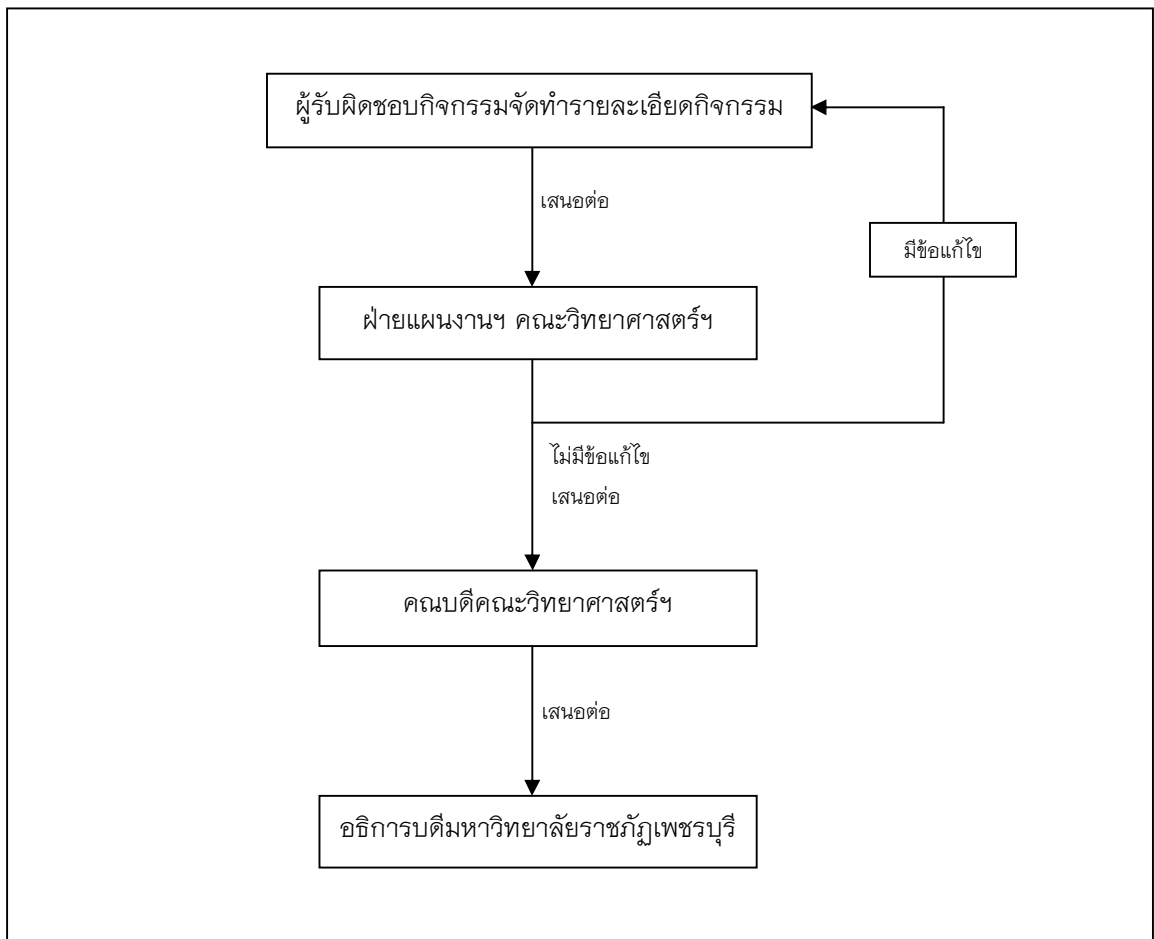 ผู้รับผิดชอบกิจกรรมจัดทำรายละเอียดกิจกรรม
เสนอต่อ
มีข้อแก้ไข
ฝ่ายแผนงานฯ คณะวิทยาศาสตร์ฯ
ไม่มีข้อแก้ไข
เสนอต่อ
คณบดีคณะวิทยาศาสตร์ฯ
เสนอต่อ
อธิการบดีมหาวิทยาลัยราชภัฏเพชรบุรี